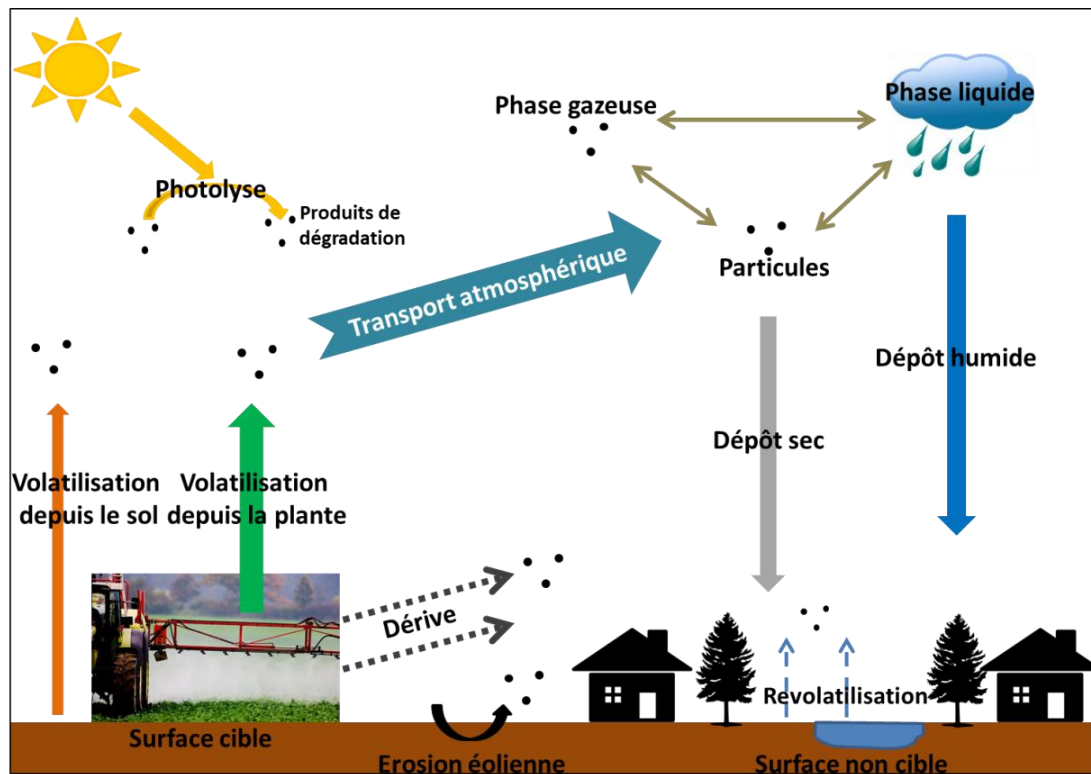 Phase gazeuse
Phase liquide
Photolyse
Produits de
dégradation
Transport atmosphérique
Particules
Dépôt humide
Dépôt sec
Volatilisation
depuis le sol
Volatilisation
depuis la plante
Dérive
Revolatilisation
Surface cible
Erosion éolienne
Surface non cible